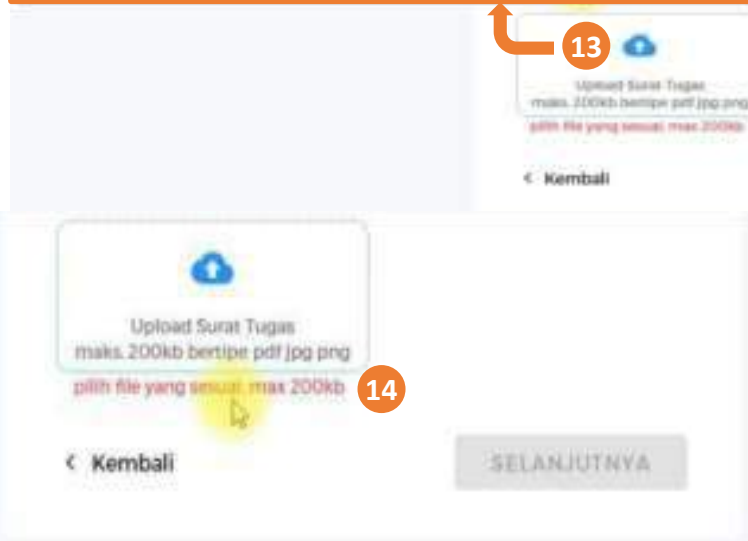 13
Upload Surat Tugas
maks. 200kb bertipe pdf jpg png
pilih file yang sesuai, max 200kb
< Kembali
Upload Surat Tugas
maks. 200kb bertipe pdf jpg png
pilih file yang sesuai, max 200kb
14
< Kembali
SELANJUTNYA